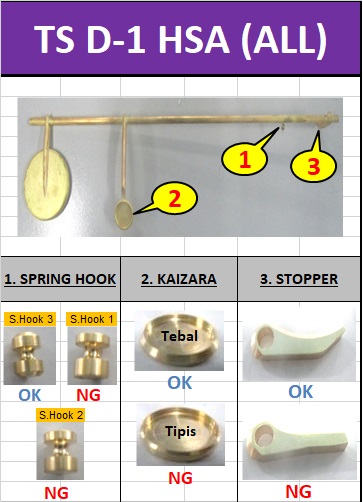 TS D-1 HSA (ALL)
1
2
3
1. SPRING HOOK
2. KAIZARA
3. STOPPER
S.Hook 3
S.Hook 1
OK
NG
S.Hook 2
NG
Tebal
OK
Tipis
NG
OK
NG